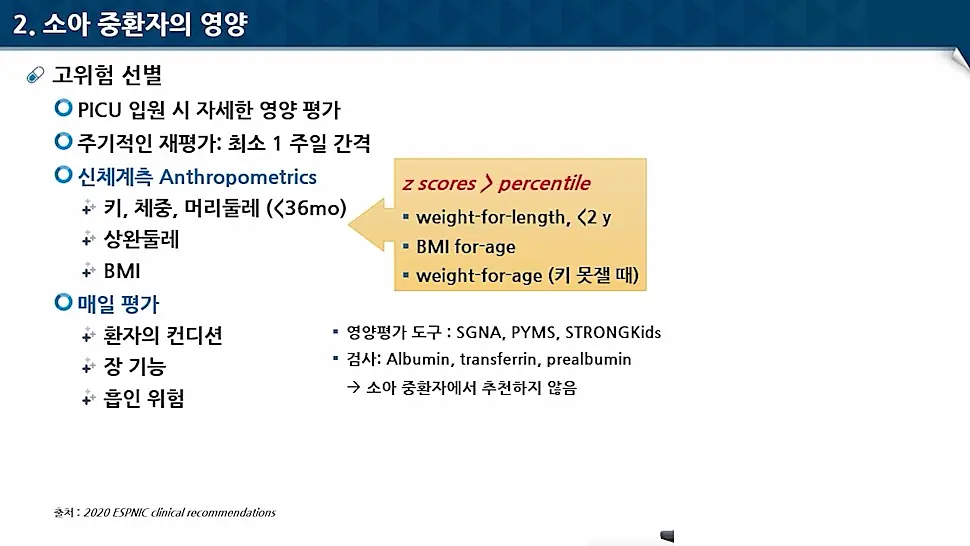 2. 소아 중환자의 영양
고위험 선별
PICU 입원 시 자세한 영양 평가
주기적인 재평가: 최소 1 주일 간격
신체계측 Anthropometrics
키, 체중, 머리둘레 (<36mo)
상완둘레
BMI
z scores > percentile
weight-for-length, <2 y
BMI for-age
weight-for-age (키 못잴 때)
매일 평가
환자의 컨디션
장 기능
흡인 위험
영양평가 도구 : SGNA, PYMS, STRONGKids
검사: Albumin, transferrin, prealbumin
→ 소아 중환자에서 추천하지 않음
출처 : 2020 ESPNIC clinical recommendations